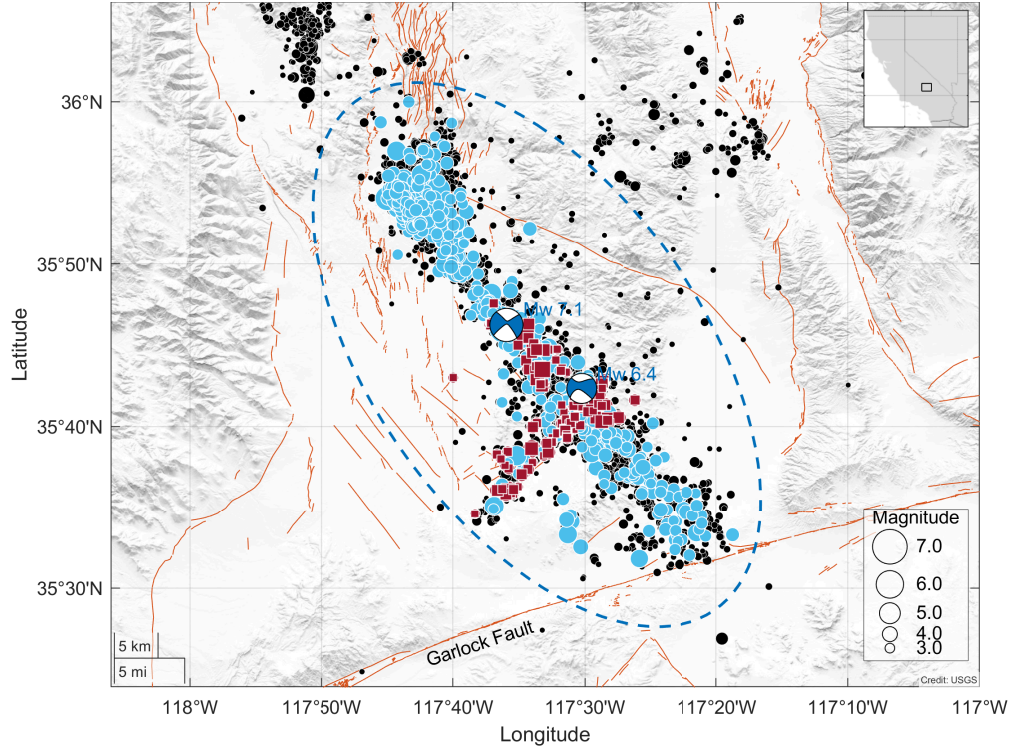 36°N
35°50'N
35°40'N
35°30'N
Latitude
Mw 7.1
Mw 6.4
Garlock Fault
Magnitude
7.0
6.0
5.0
4.0
3.0
5 km
5 mi
Credit: USGS
118°W
117°50'W
117°40'W
117°30'W
117°20'W
117°10'W
117°W
Longitude